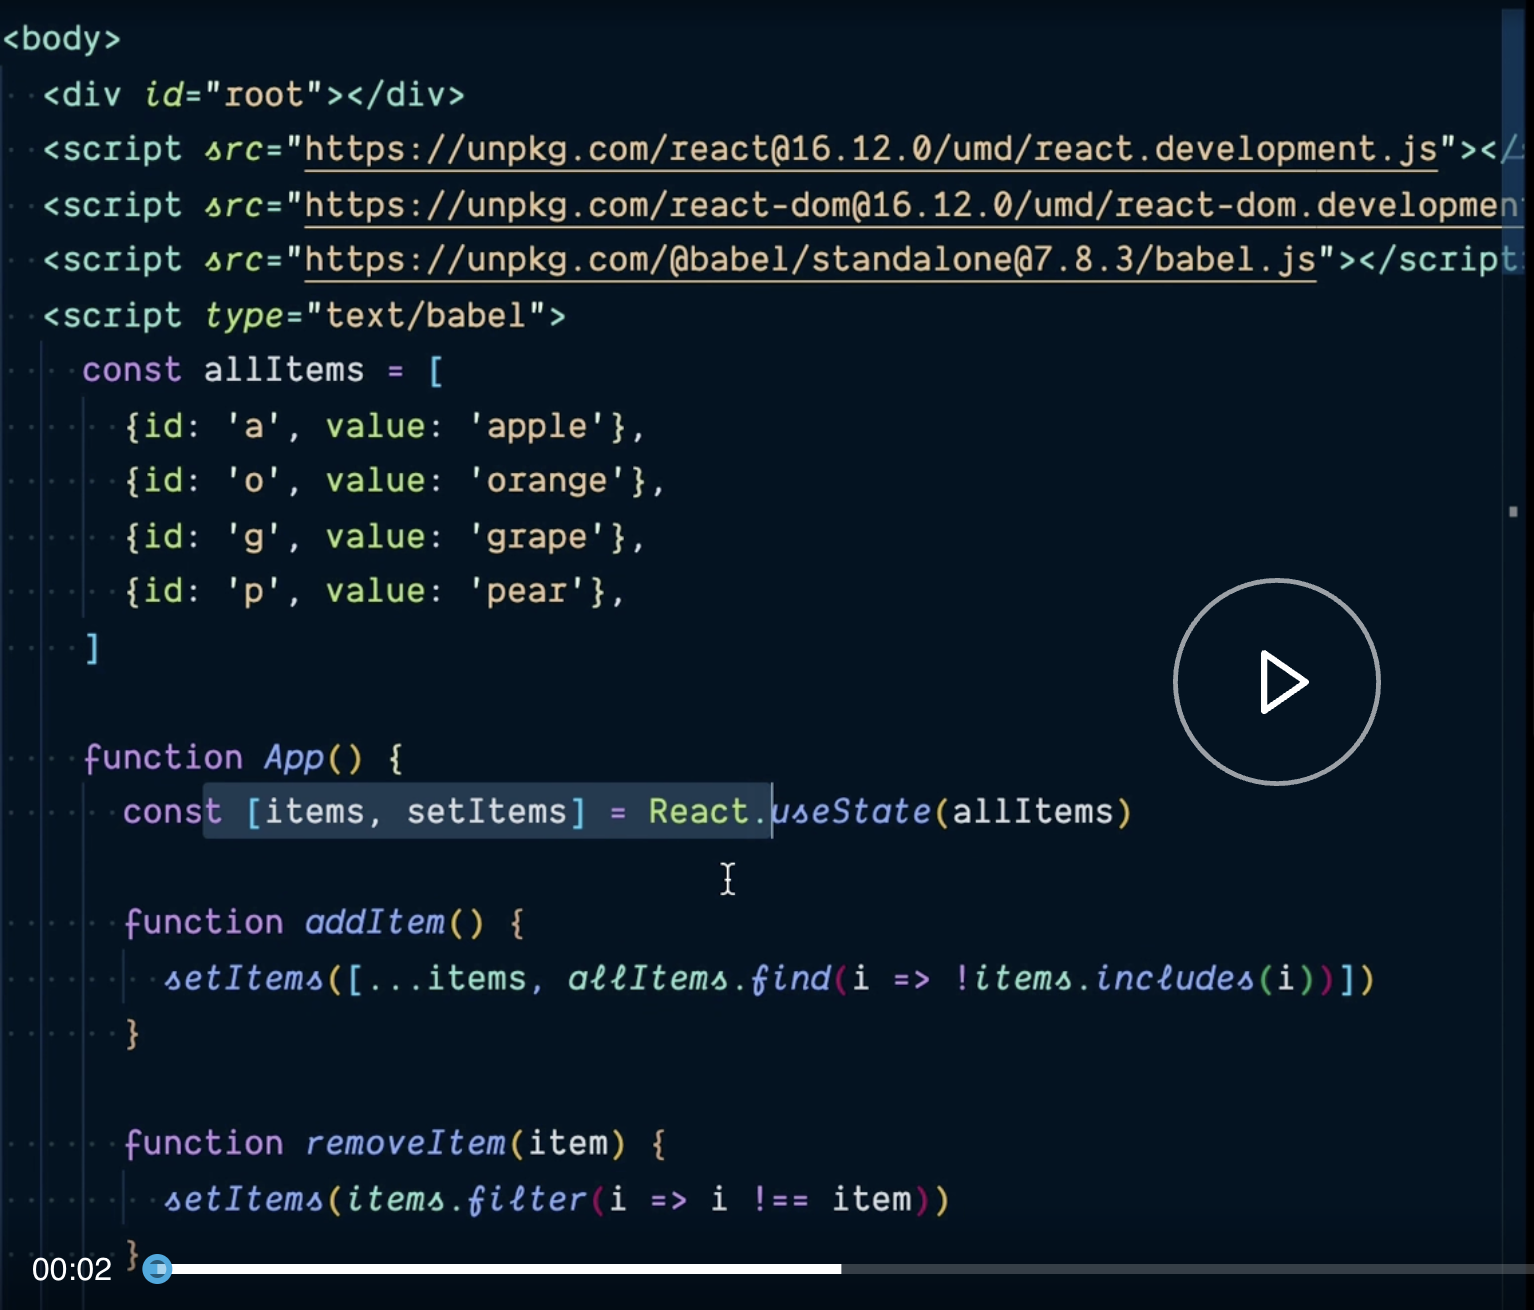 <body>
<div id="root"></div>
<script src="https://unpkg.com/react@16.12.0/umd/react.development.js"></
<script src="https://unpkg.com/react-dom@16.12.0/umd/react-dom.developmen
<script src="https://unpkg.com/@babel/standalone@7.8.3/babel.js"></script
<script type="text/babel">
const allItems = [
{id: 'a', value: 'apple'},
{id: 'o', value: 'orange'},
{id: 'g', value: 'grape'},
{id: 'p', value: 'pear'},
]
function App() {
const [items, setItems] = React.useState(allItems)
function addItem() {
setItems([...items, allItems.find(i => !items.includes(i))])
}
function removeItem(item) {
setItems(items.filter(i => i !== item))
}
00:02